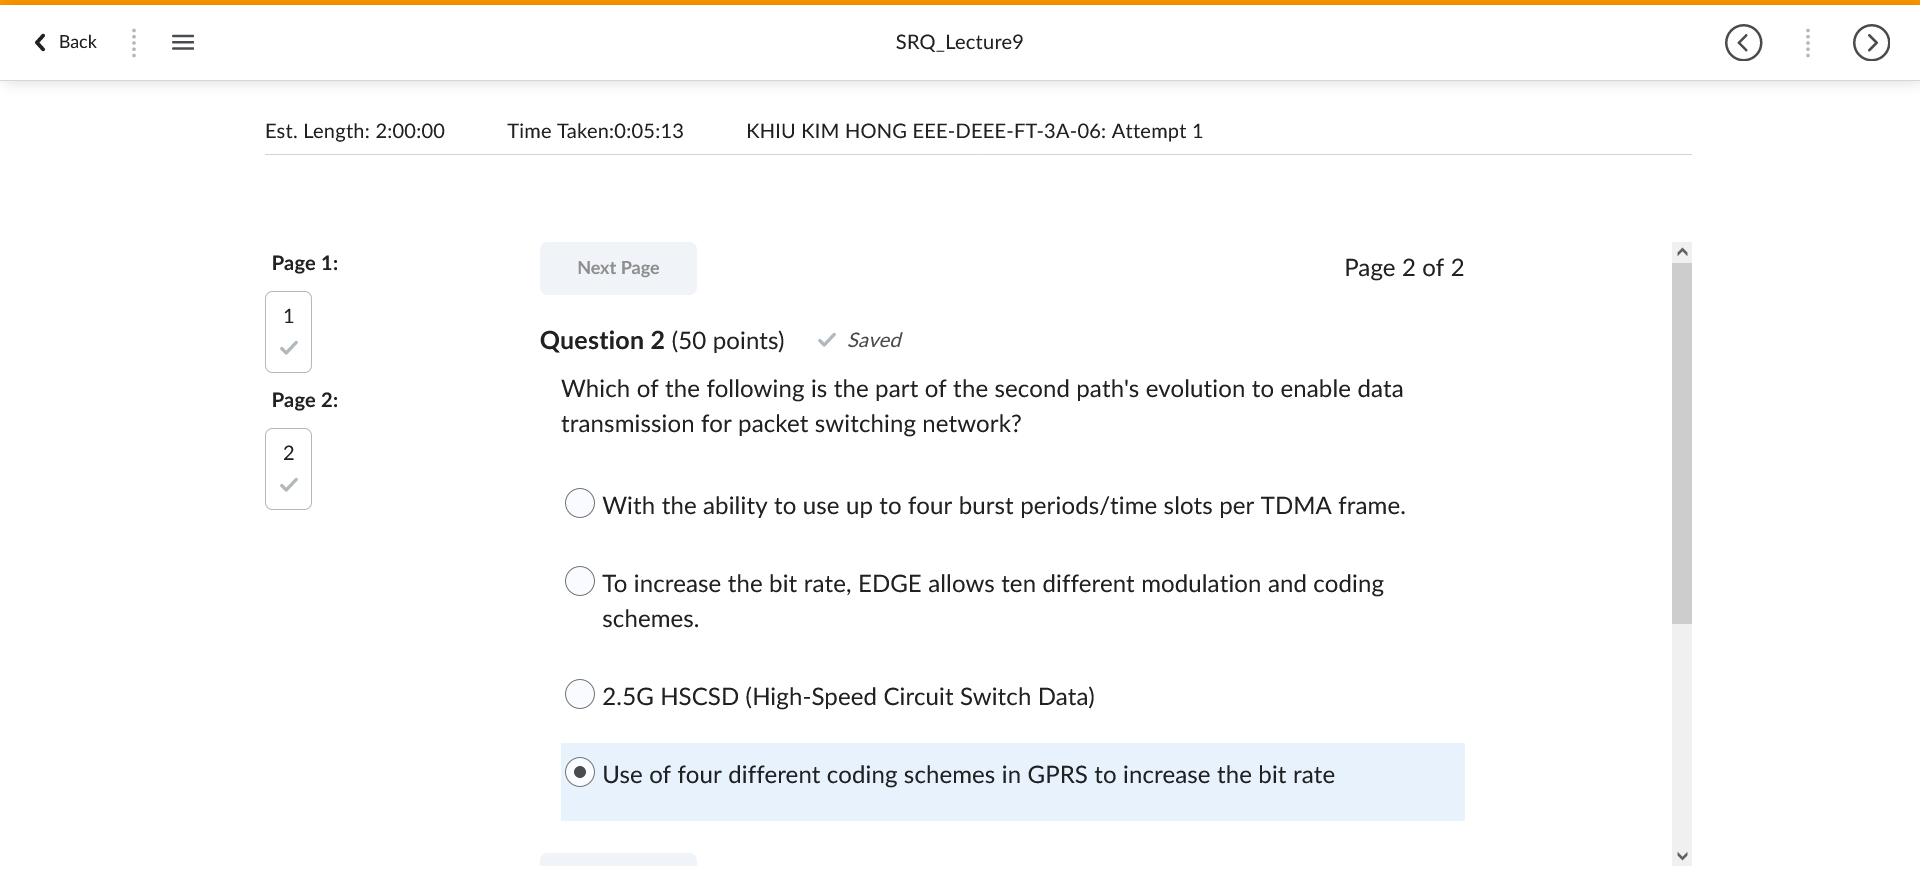 Back
SRQ_Lecture9
Est. Length: 2:00:00
Time Taken:0:05:13
KHIU KIM HONG EEE-DEEE-FT-3A-06: Attempt 1
Page 1:
1
Page 2:
2
Next Page
Page 2 of 2
Question 2 (50 points)
Saved
Which of the following is the part of the second path's evolution to enable data
transmission for packet switching network?
With the ability to use up to four burst periods/time slots per TDMA frame.
To increase the bit rate, EDGE allows ten different modulation and coding
schemes.
2.5G HSCSD (High-Speed Circuit Switch Data)
Use of four different coding schemes in GPRS to increase the bit rate